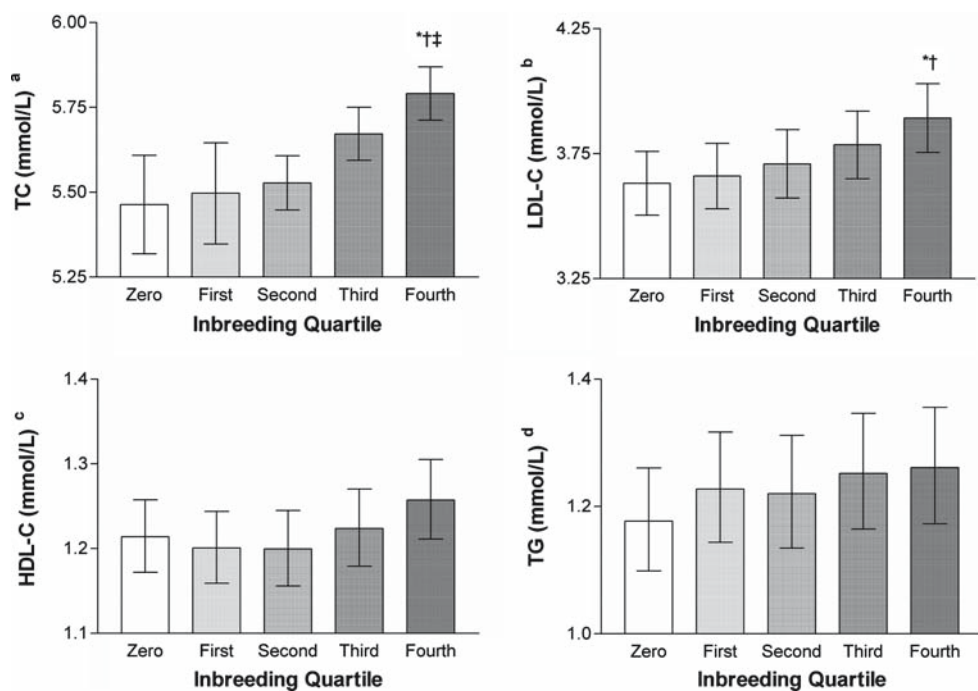 6.00
5.75
5.50
5.25
TC (mmol/L) a
*†‡
Zero First Second Third Fourth
Inbreeding Quartile
4.25
3.75
3.25
LDL-C (mmol/L) b
*†
Zero First Second Third Fourth
Inbreeding Quartile
1.4
1.3
1.2
1.1
HDL-C (mmol/L) c
Zero First Second Third Fourth
Inbreeding Quartile
1.4
1.2
1.0
TG (mmol/L) d
Zero First Second Third Fourth
Inbreeding Quartile